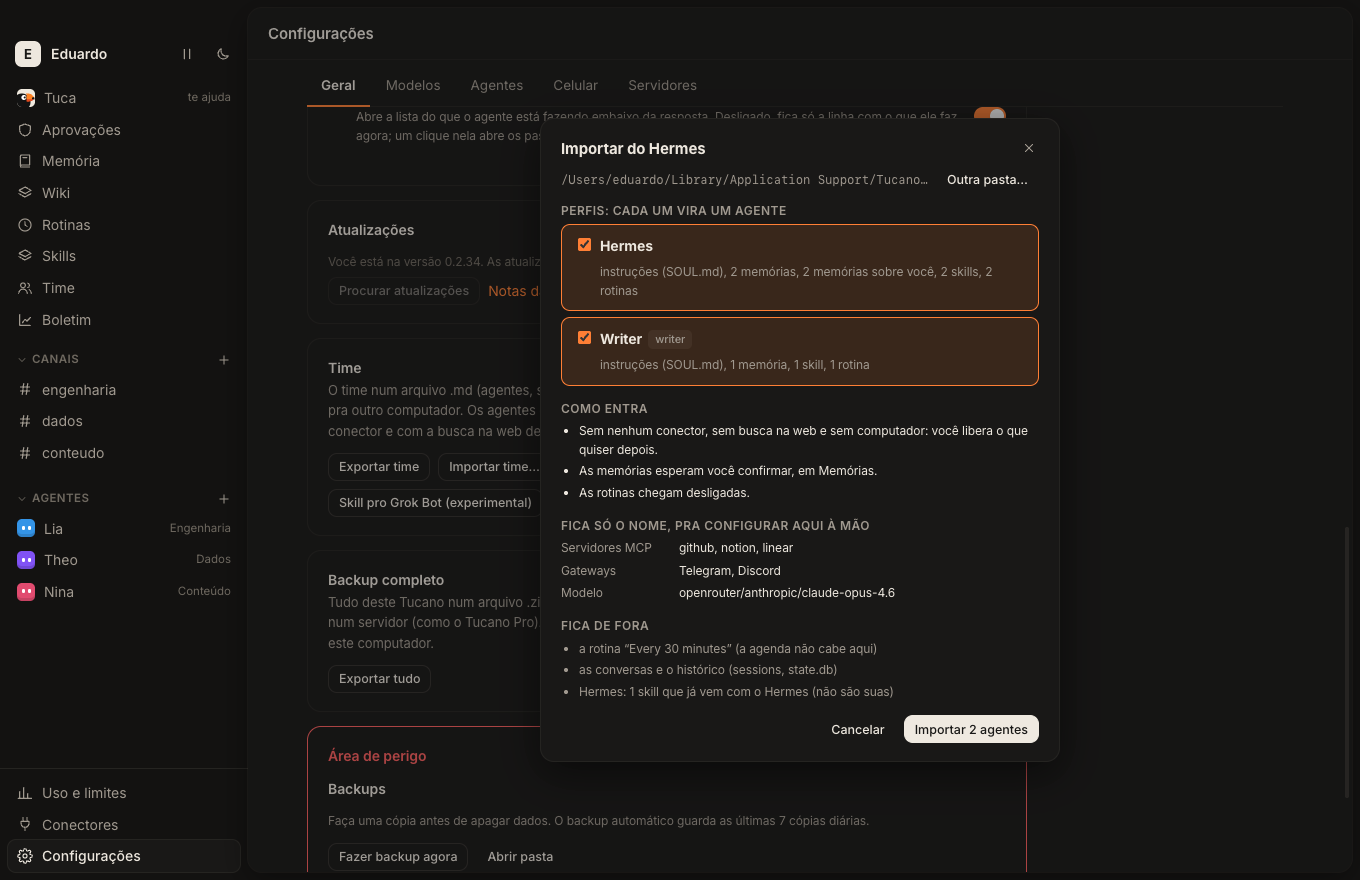 E Eduardo
Tuca te ajuda
Aprovações
Memória
Wiki
Rotinas
Skills
Time
Boletim
CANAIS
# engenharia
# dados
# conteudo
AGENTES
Lia Engenharia
Theo Dados
Nina Conteúdo
Uso e limites
Conectores
Configurações
Configurações
Geral Modelos Agentes Celular Servidores
Abre a lista do que o agente está fazendo embaixo da resposta. Desligado, fica só a linha com o que ele faz
agora; um clique nela abre os pas
Atualizações
Você está na versão 0.2.34. As atualiz
Procurar atualizações Notas d
Time
O time num arquivo .md (agentes, s
pra outro computador. Os agentes
conector e com a busca na web de
Exportar time Importar time...
Skill pro Grok Bot (experimental)
Backup completo
Tudo deste Tucano num arquivo .zi
num servidor (como o Tucano Pro)
este computador.
Exportar tudo
Área de perigo
Backups
Faça uma cópia antes de apagar dados. O backup automático guarda as últimas 7 cópias diárias.
Fazer backup agora Abrir pasta
Importar do Hermes
/Users/eduardo/Library/Application Support/Tucano… Outra pasta...
PERFIS: CADA UM VIRA UM AGENTE
Hermes
instruções (SOUL.md), 2 memórias, 2 memórias sobre você, 2 skills, 2
rotinas
Writer writer
instruções (SOUL.md), 1 memória, 1 skill, 1 rotina
COMO ENTRA
• Sem nenhum conector, sem busca na web e sem computador: você libera o que
quiser depois.
• As memórias esperam você confirmar, em Memórias.
• As rotinas chegam desligadas.
FICA SÓ O NOME, PRA CONFIGURAR AQUI À MÃO
Servidores MCP github, notion, linear
Gateways Telegram, Discord
Modelo openrouter/anthropic/claude-opus-4.6
FICA DE FORA
• a rotina “Every 30 minutes” (a agenda não cabe aqui)
• as conversas e o histórico (sessions, state.db)
• Hermes: 1 skill que já vem com o Hermes (não são suas)
Cancelar Importar 2 agentes